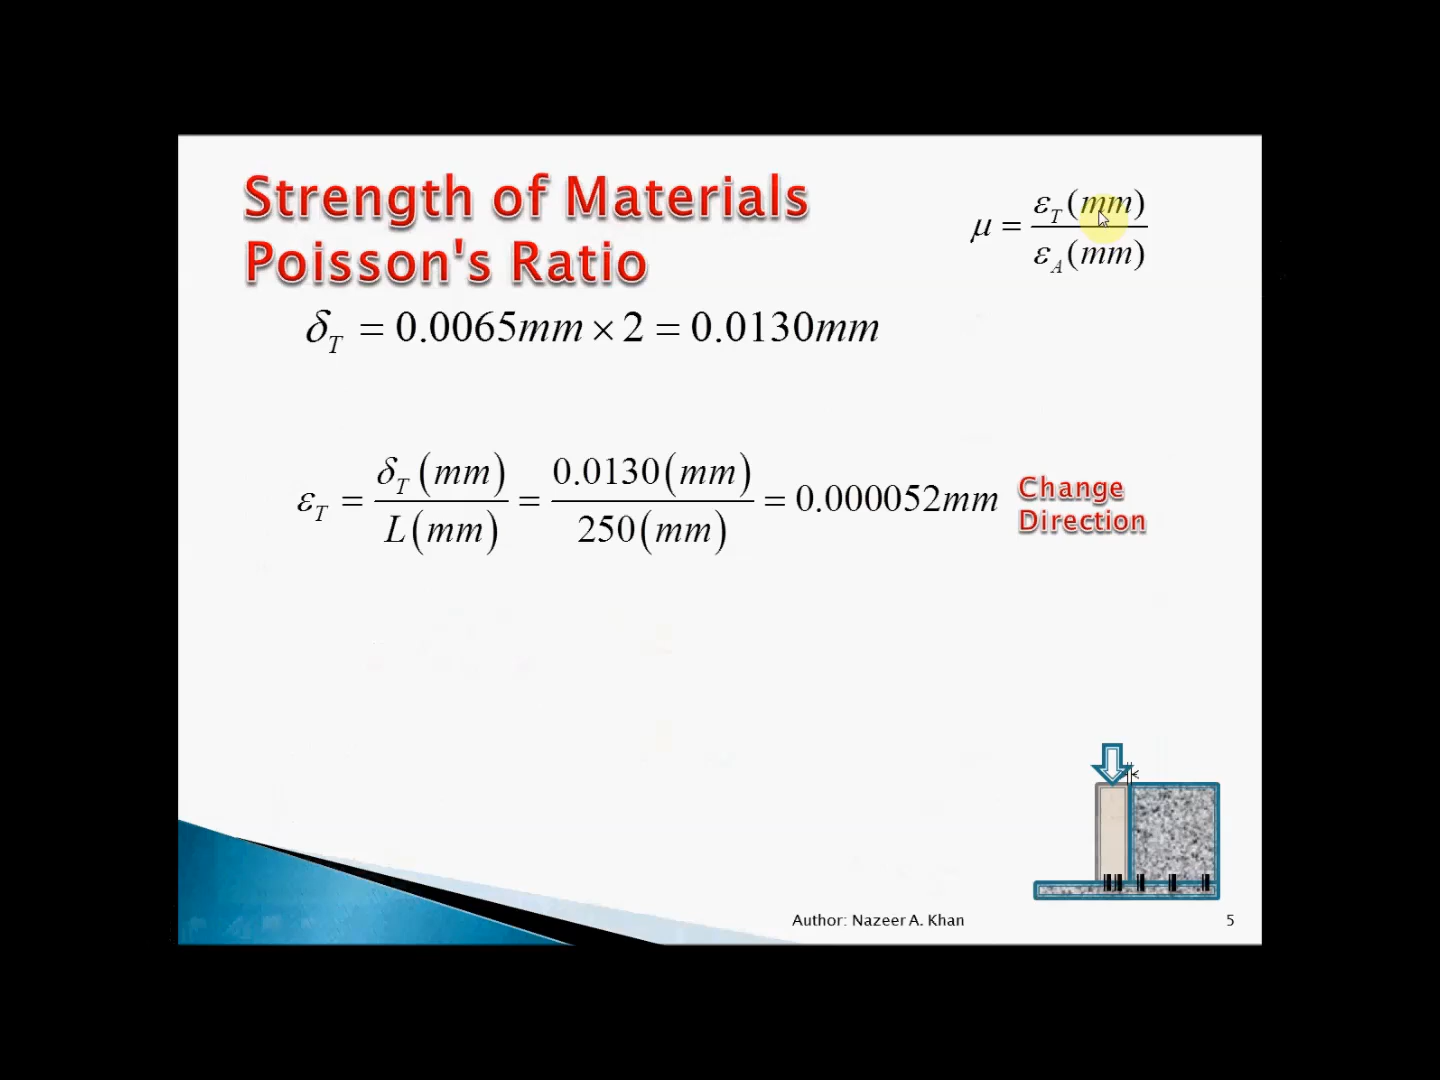 Strength of Materials
Poisson's Ratio
μ = ε_T (mm) / ε_A (mm)
δ_T = 0.0065mm × 2 = 0.0130mm
ε_T = δ_T (mm) / L (mm) = 0.0130 (mm) / 250 (mm) = 0.000052mm
Change
Direction
Author: Nazeer A. Khan
5